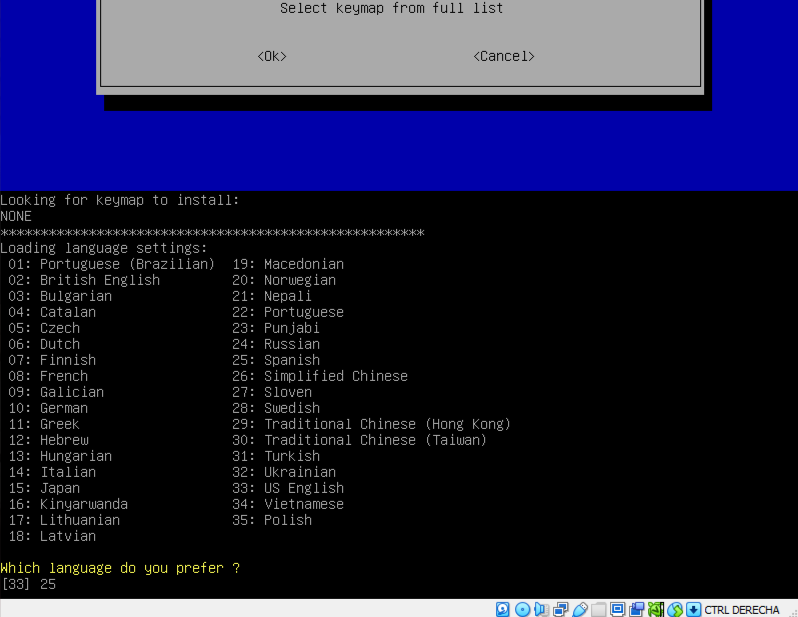 Select keymap from full list
<Ok> <Cancel>
Looking for keymap to install:
NONE
*****************************************************
Loading language settings:
01: Portuguese (Brazilian) 19: Macedonian
02: British English 20: Norwegian
03: Bulgarian 21: Nepali
04: Catalan 22: Portuguese
05: Czech 23: Punjabi
06: Dutch 24: Russian
07: Finnish 25: Spanish
08: French 26: Simplified Chinese
09: Galician 27: Sloven
10: German 28: Swedish
11: Greek 29: Traditional Chinese (Hong Kong)
12: Hebrew 30: Traditional Chinese (Taiwan)
13: Hungarian 31: Turkish
14: Italian 32: Ukrainian
15: Japan 33: US English
16: Kinyarwanda 34: Vietnamese
17: Lithuanian 35: Polish
18: Latvian
Which language do you prefer ?
[33] 25
CTRL DERECHA